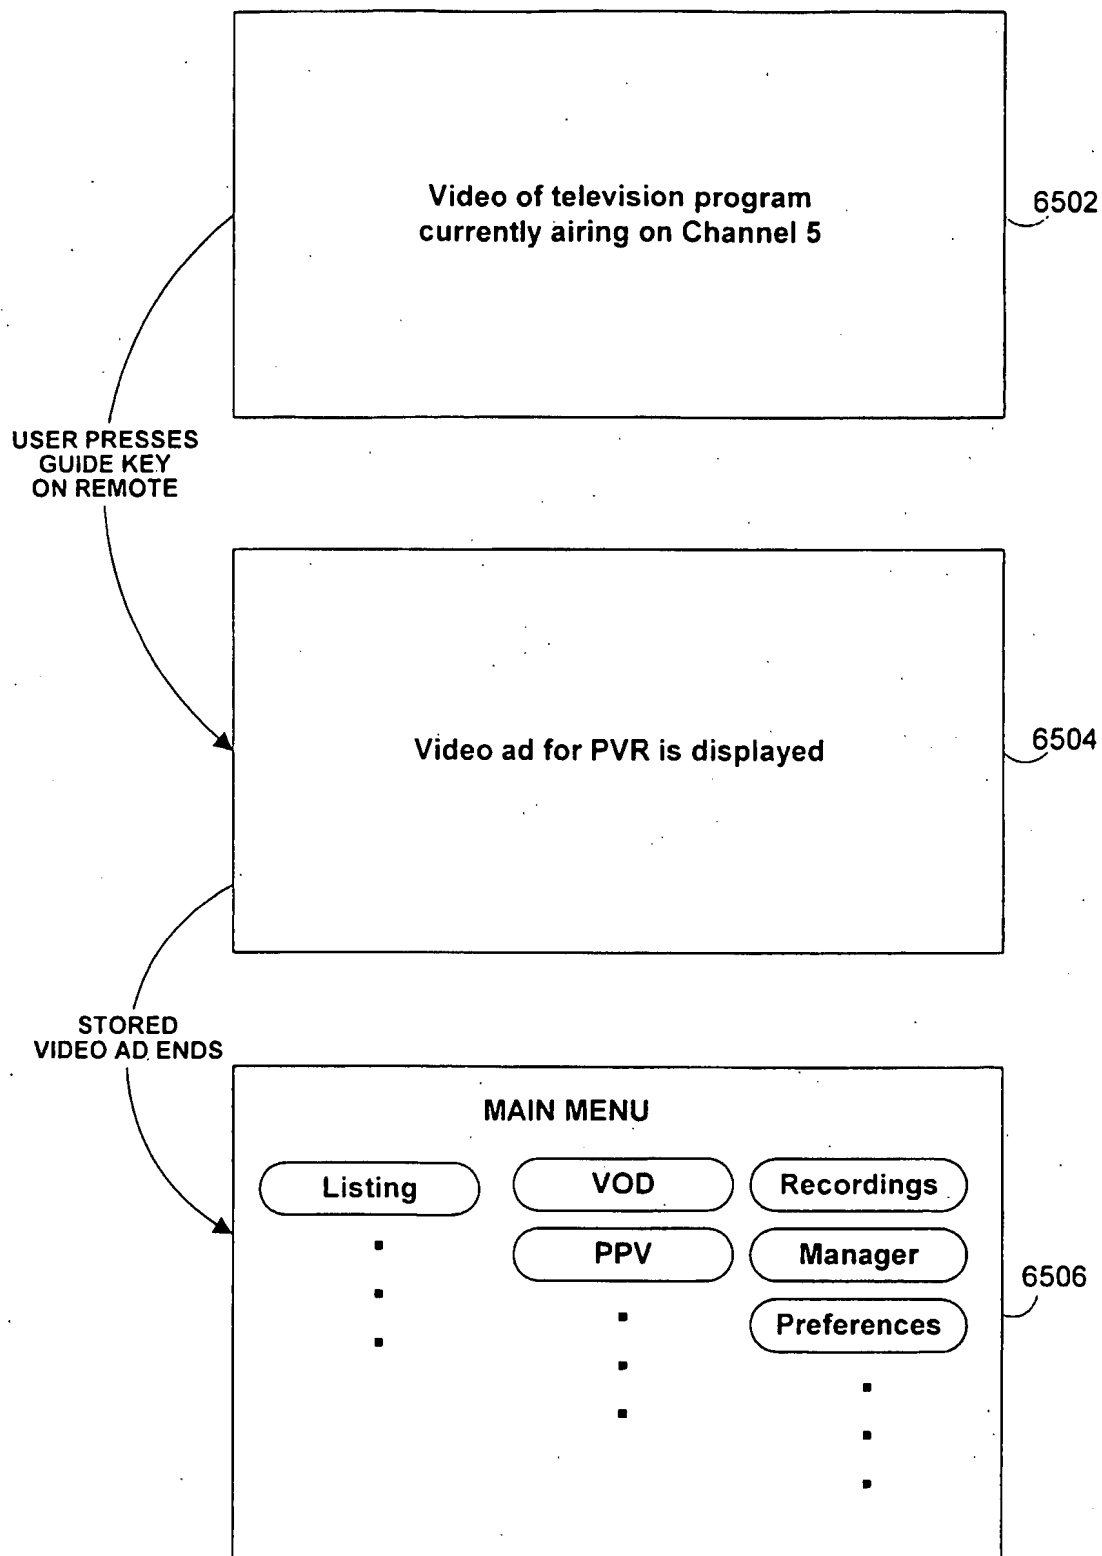 Video of television program
currently airing on Channel 5
6502
USER PRESSES
GUIDE KEY
ON REMOTE
Video ad for PVR is displayed
6504
STORED
VIDEO AD ENDS
MAIN MENU
Listing
VOD
Recordings
PPV
Manager
Preferences
6506